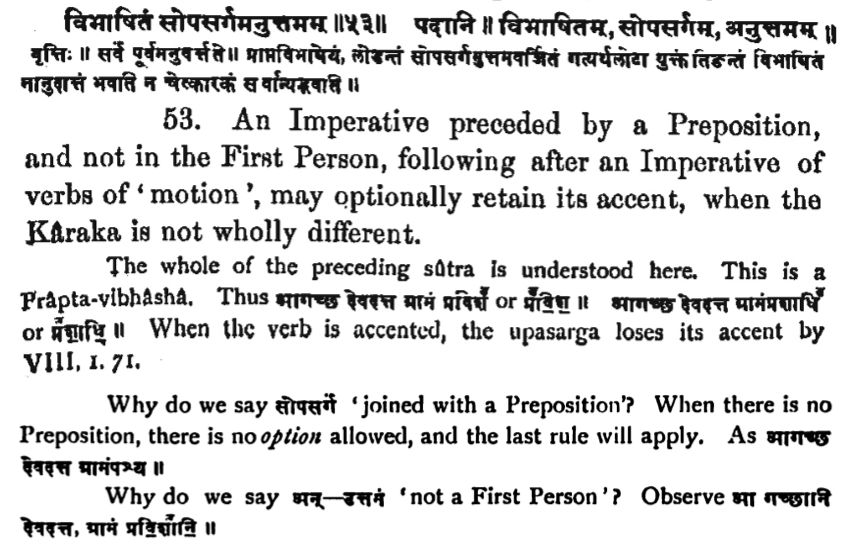 विभाषितं सोपसर्गमनुत्तमम् ॥५३॥ पदानि ॥ विभाषितम्, सोपसर्गम्, अनुत्तमम् ॥
वृत्तिः ॥ सर्वं पूर्वमनुवर्त्तते ॥ प्राप्तविभाषेयं, लोडन्तं सोपसर्गमुत्तमवर्जितं गत्यर्थलोटा युक्तं तिङन्तं विभाषितं
नानुदात्तं भवति न चेत्कारकं सर्वान्यद्भवति ॥
53. An Imperative preceded by a Preposition,
and not in the First Person, following after an Imperative of
verbs of ‘motion’, may optionally retain its accent, when the
Kâraka is not wholly different.
The whole of the preceding sûtra is understood here. This is a
Prâpta-vibhâshâ. Thus आगच्छ देवदत्त ग्रामं प्रवि॒श॑ or प्र॑वि॒श॒ ॥ आगच्छ देवदत्त ग्रामंप्रशाधि॑
or प्र॑शा॒धि॒ ॥ When the verb is accented, the upasarga loses its accent by
VIII, 1. 71.
Why do we say सोपसर्गं ‘joined with a Preposition’? When there is no
Preposition, there is no option allowed, and the last rule will apply. As आगच्छ
देवदत्त ग्रामंपश्य ॥
Why do we say अन्—उत्तमं ‘not a First Person’? Observe आ गच्छानि
देवदत्त, ग्रामं प्रवि॒शा॑नि॒ ॥